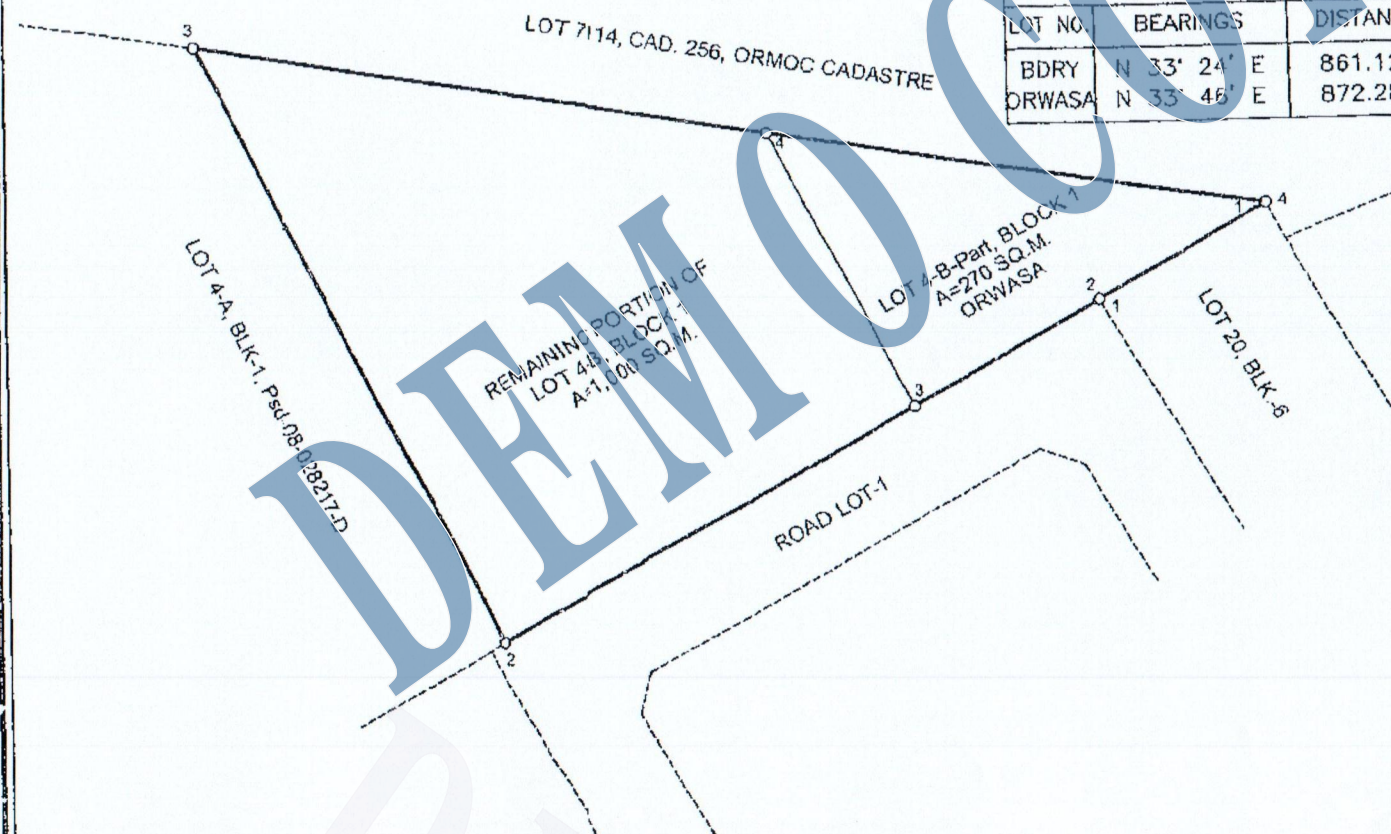 LOT NO. BEARINGS DISTAN
BDRY N 33° 24' E 861.1
ORWASA N 33° 46' E 872.28
3
LOT 7114, CAD. 256, ORMOC CADASTRE
4
1 4
LOT 4-A, BLK-1, Psd-08-028217-D
REMAINING PORTION OF
LOT 4-B, BLOCK-1
A=1,000 SQ.M.
LOT 4-B-Part, BLOCK 1
A=270 SQ.M.
ORWASA
2
1
LOT 20, BLK.-6
3
ROAD LOT-1
2
DEMO CO